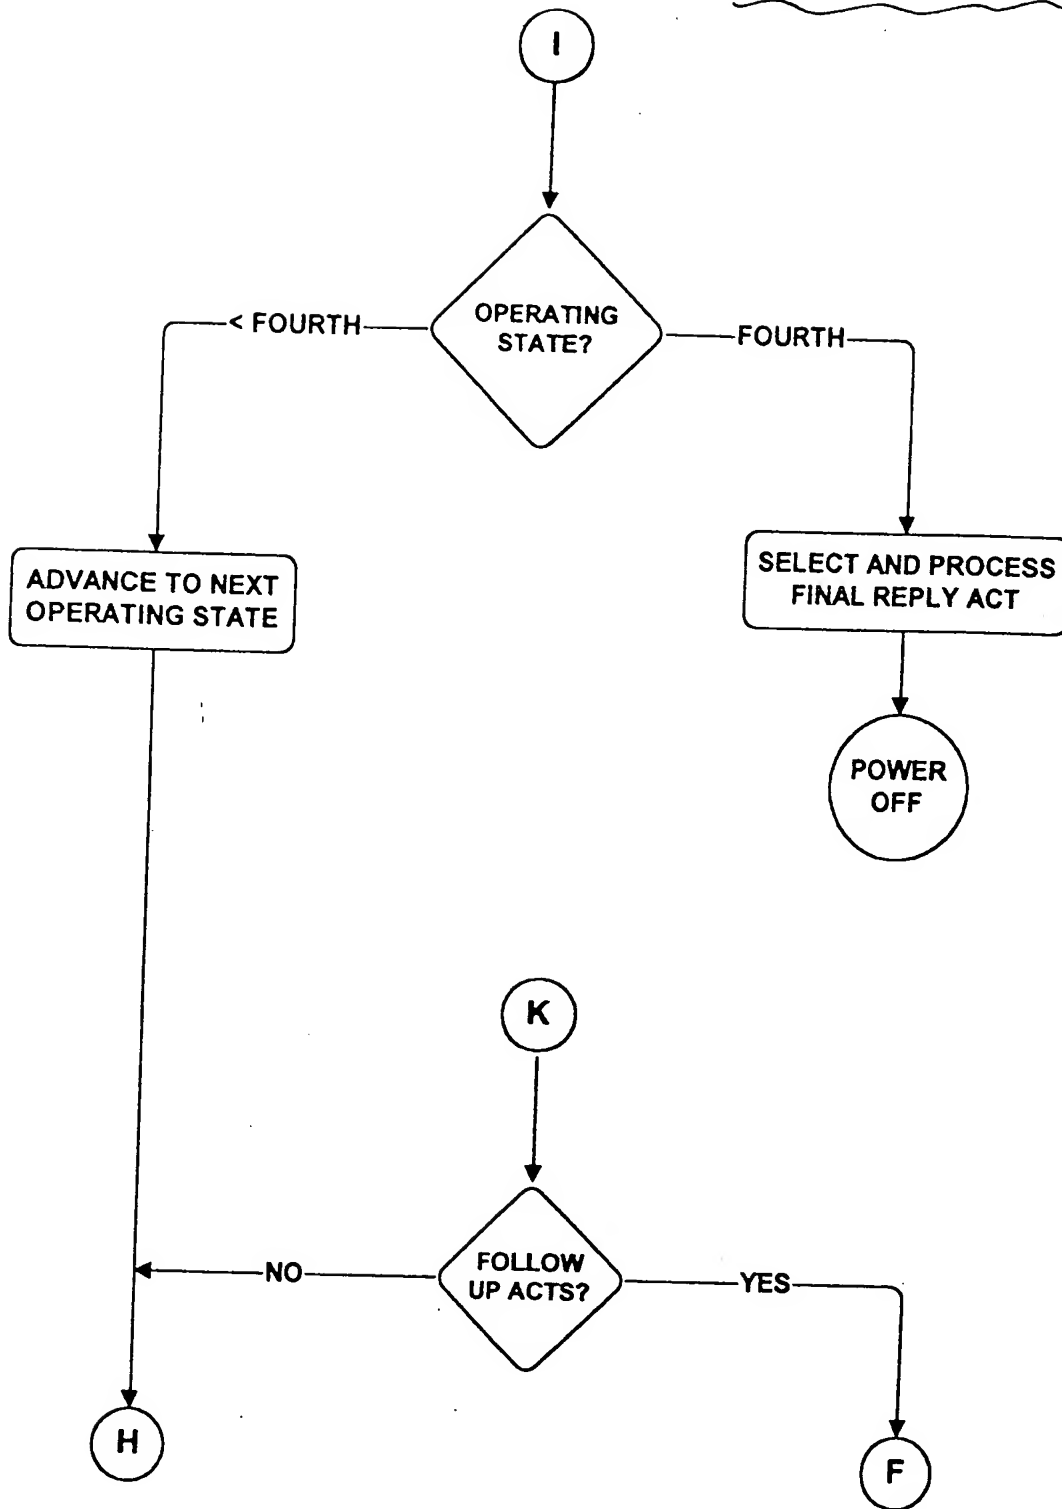 I
OPERATING
STATE?
< FOURTH
FOURTH
ADVANCE TO NEXT
OPERATING STATE
SELECT AND PROCESS
FINAL REPLY ACT
POWER
OFF
K
FOLLOW
UP ACTS?
NO
YES
H
F